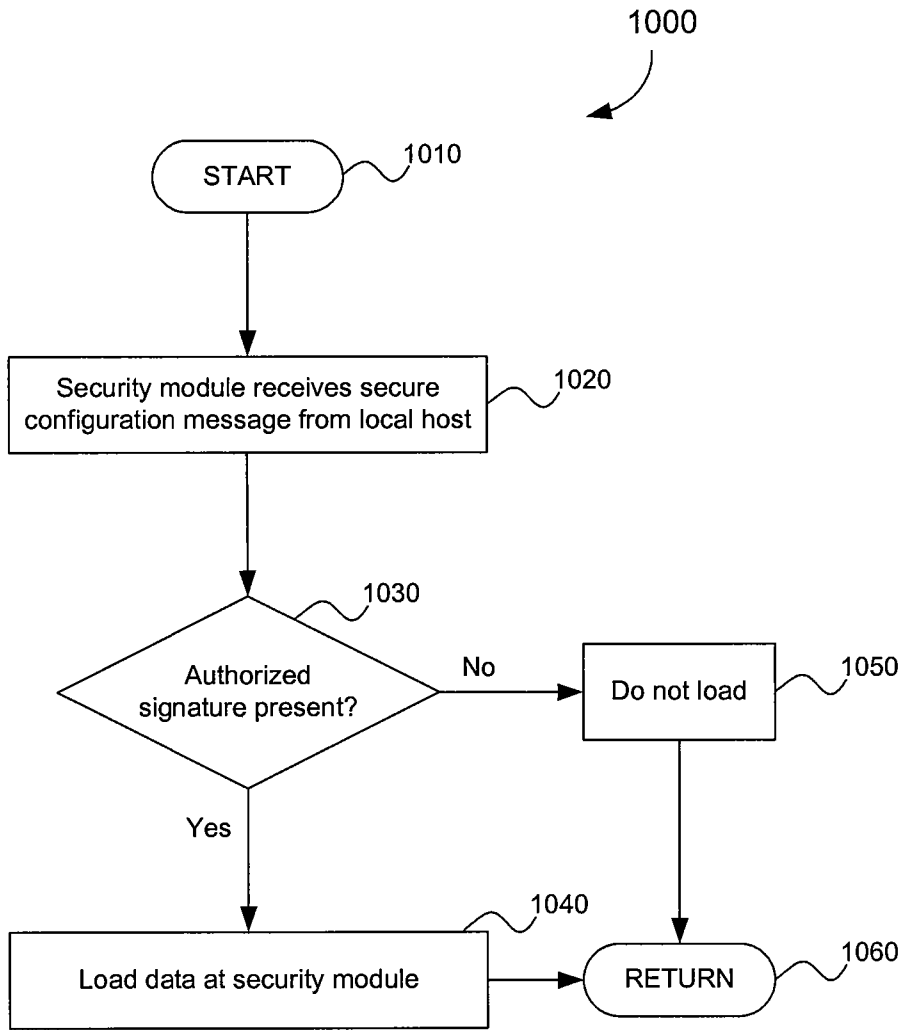 1000
START
1010
Security module receives secure
configuration message from local host
1020
1030
Authorized
signature present?
No
Do not load
1050
Yes
1040
Load data at security module
RETURN
1060